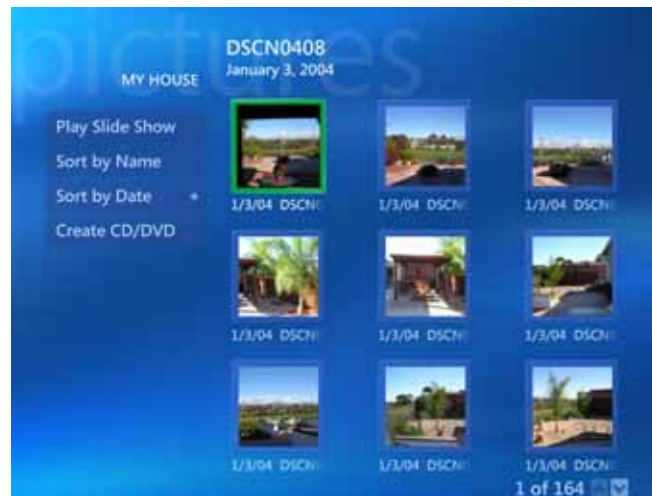 pictures
DSCN0408
January 3, 2004
MY HOUSE
Play Slide Show
Sort by Name
Sort by Date
Create CD/DVD
1/3/04 DSCN
1/3/04 DSCN
1/3/04 DSCN
1/3/04 DSCN
1/3/04 DSCN
1/3/04 DSCN
1/3/04 DSCN
1/3/04 DSCN
1/3/04 DSCN
1 of 164